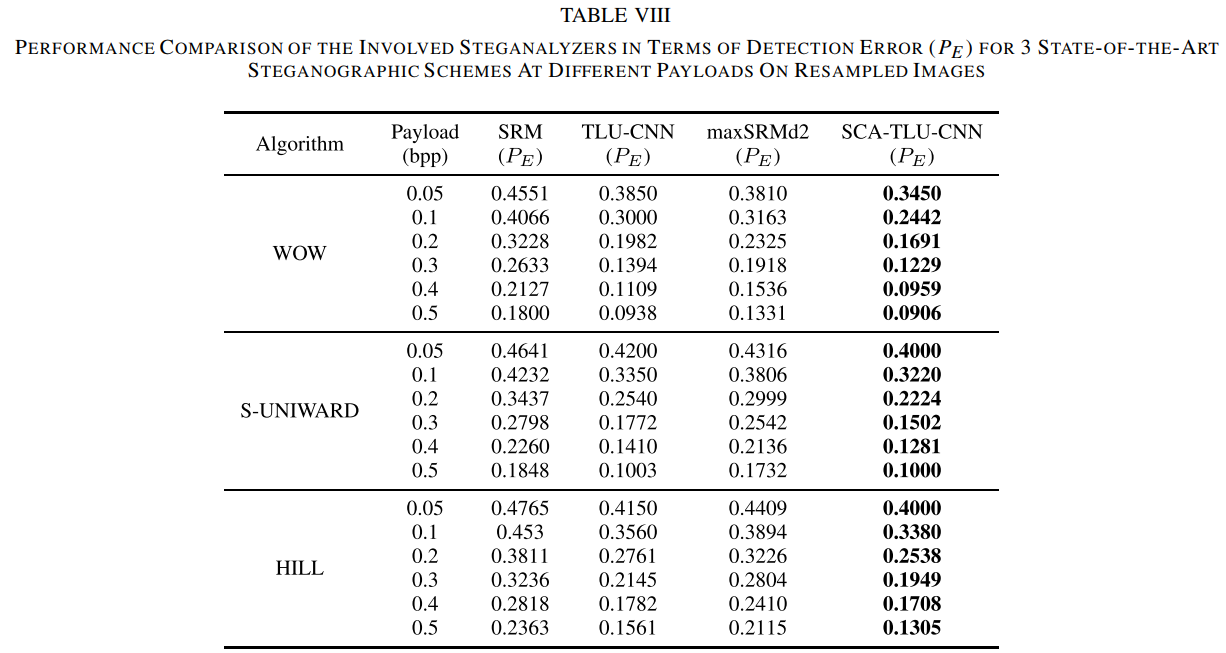 TABLE VIII
PERFORMANCE COMPARISON OF THE INVOLVED STEGANALYZERS IN TERMS OF DETECTION ERROR (P_E) FOR 3 STATE-OF-THE-ART
STEGANOGRAPHIC SCHEMES AT DIFFERENT PAYLOADS ON RESAMPLED IMAGES
Algorithm Payload (bpp) SRM (P_E) TLU-CNN (P_E) maxSRMd2 (P_E) SCA-TLU-CNN (P_E)
WOW
0.05 0.4551 0.3850 0.3810 0.3450
0.1 0.4066 0.3000 0.3163 0.2442
0.2 0.3228 0.1982 0.2325 0.1691
0.3 0.2633 0.1394 0.1918 0.1229
0.4 0.2127 0.1109 0.1536 0.0959
0.5 0.1800 0.0938 0.1331 0.0906
S-UNIWARD
0.05 0.4641 0.4200 0.4316 0.4000
0.1 0.4232 0.3350 0.3806 0.3220
0.2 0.3437 0.2540 0.2999 0.2224
0.3 0.2798 0.1772 0.2542 0.1502
0.4 0.2260 0.1410 0.2136 0.1281
0.5 0.1848 0.1003 0.1732 0.1000
HILL
0.05 0.4765 0.4150 0.4409 0.4000
0.1 0.453 0.3560 0.3894 0.3380
0.2 0.3811 0.2761 0.3226 0.2538
0.3 0.3236 0.2145 0.2804 0.1949
0.4 0.2818 0.1782 0.2410 0.1708
0.5 0.2363 0.1561 0.2115 0.1305